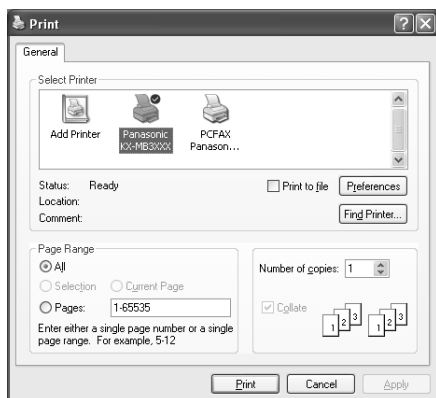 Print
General
Select Printer
Add Printer
Panasonic
KX-MB3XXX
PCFAX
Panason...
Status: Ready
Location:
Comment:
Print to file
Preferences
Find Printer...
Page Range
All
Selection
Current Page
Pages: 1-65535
Enter either a single page number or a single
page range. For example, 5-12
Number of copies: 1
Collate
1 2 3 1 2 3
Print
Cancel
Apply